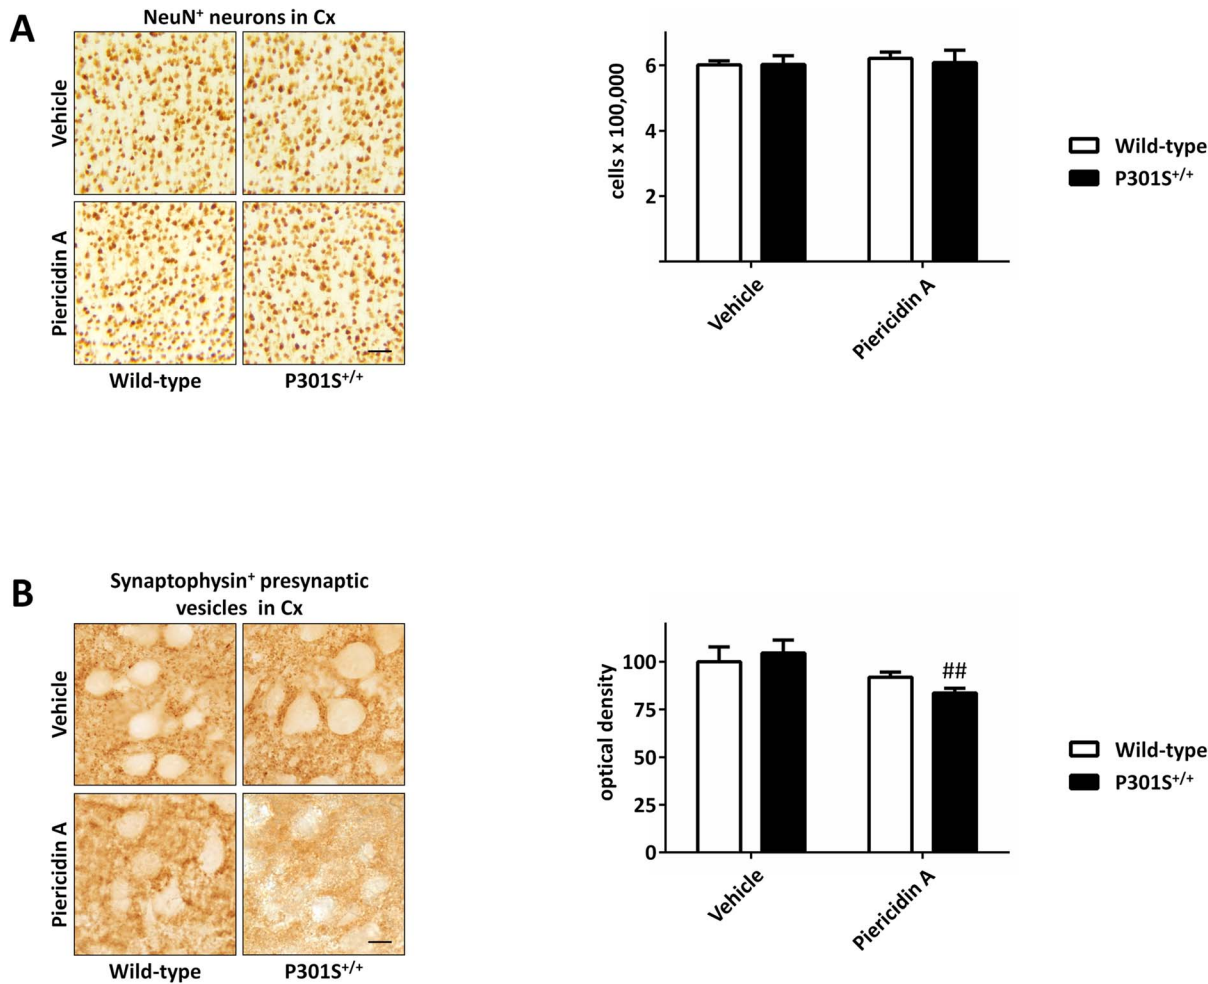 A
NeuN+ neurons in Cx
Vehicle
Piericidin A
Wild-type
P301S+/+
cells x 100,000
6
4
2
Vehicle
Piericidin A
Wild-type
P301S+/+
B
Synaptophysin+ presynaptic
vesicles in Cx
Vehicle
Piericidin A
Wild-type
P301S+/+
optical density
100
75
50
25
0
##
Vehicle
Piericidin A
Wild-type
P301S+/+